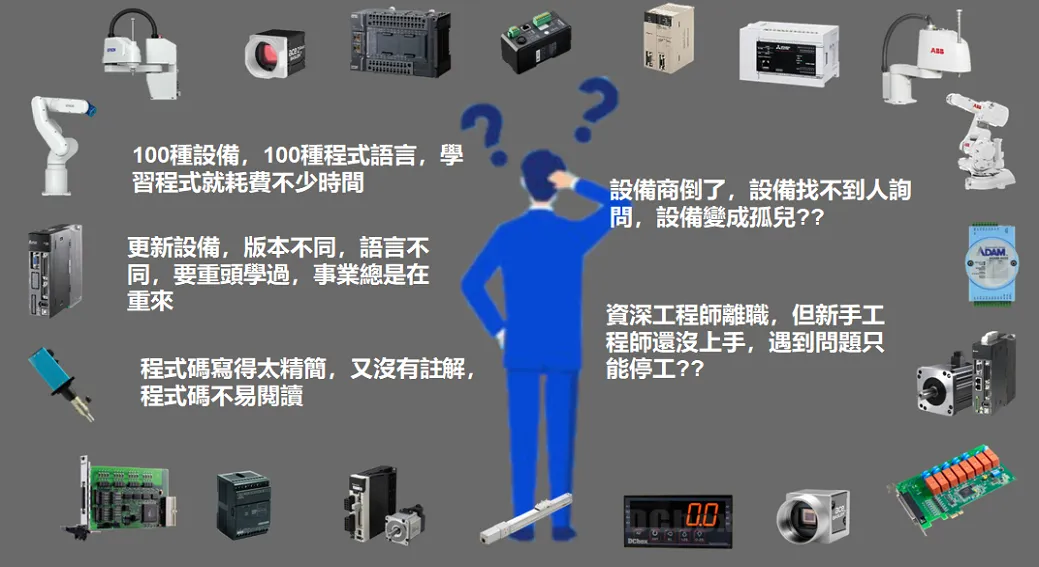 100種設備，100種程式語言，學
習程式就耗費不少時間
設備商倒了，設備找不到人詢
問，設備變成孤兒??
更新設備，版本不同，語言不
同，要重頭學過，事業總是在
重來
資深工程師離職，但新手工
程師還沒上手，遇到問題只
能停工??
程式碼寫得太精簡，又沒有註解，
程式碼不易閱讀
ABB
ADAM
ace
0.0
DChee